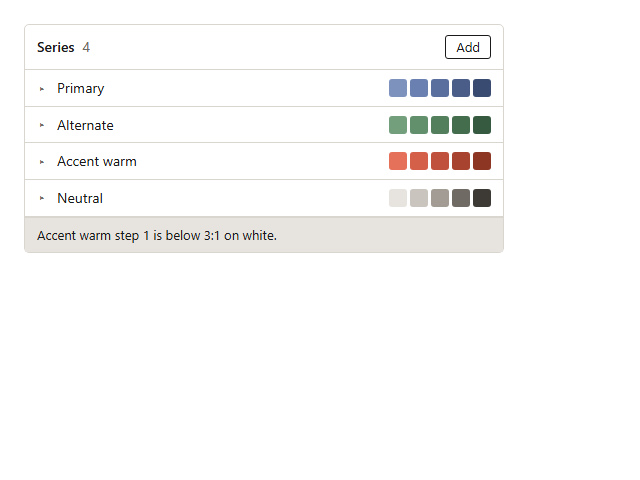 Series 4
Add
Primary
Alternate
Accent warm
Neutral
Accent warm step 1 is below 3:1 on white.